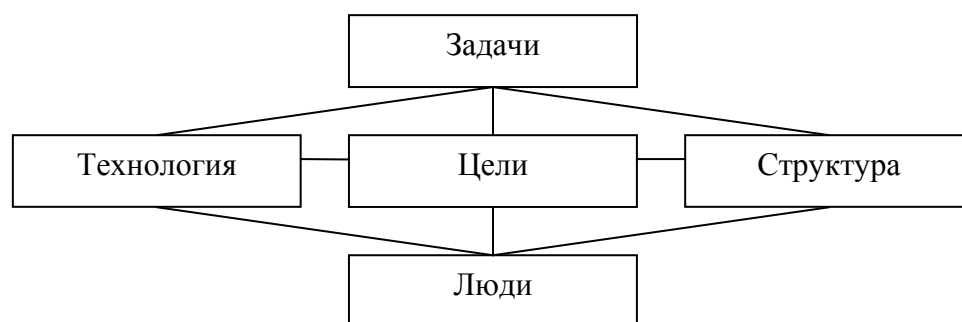 Задачи
Технология
Цели
Структура
Люди